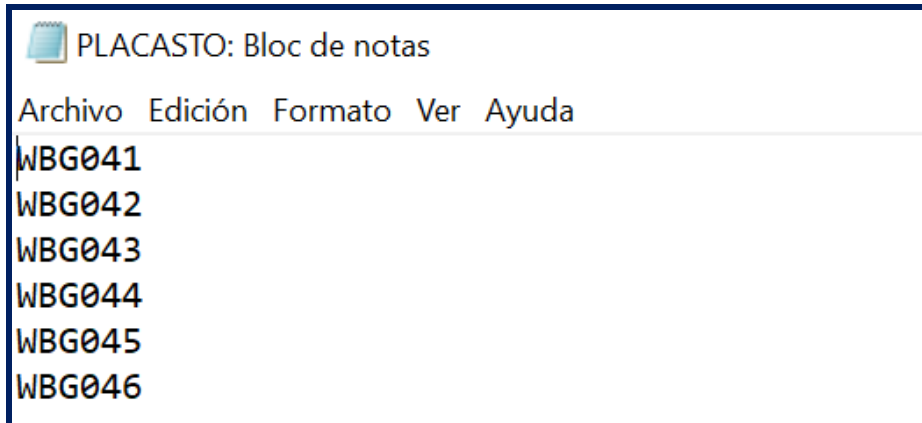 PLACASTO: Bloc de notas
Archivo Edición Formato Ver Ayuda
WBG041
WBG042
WBG043
WBG044
WBG045
WBG046